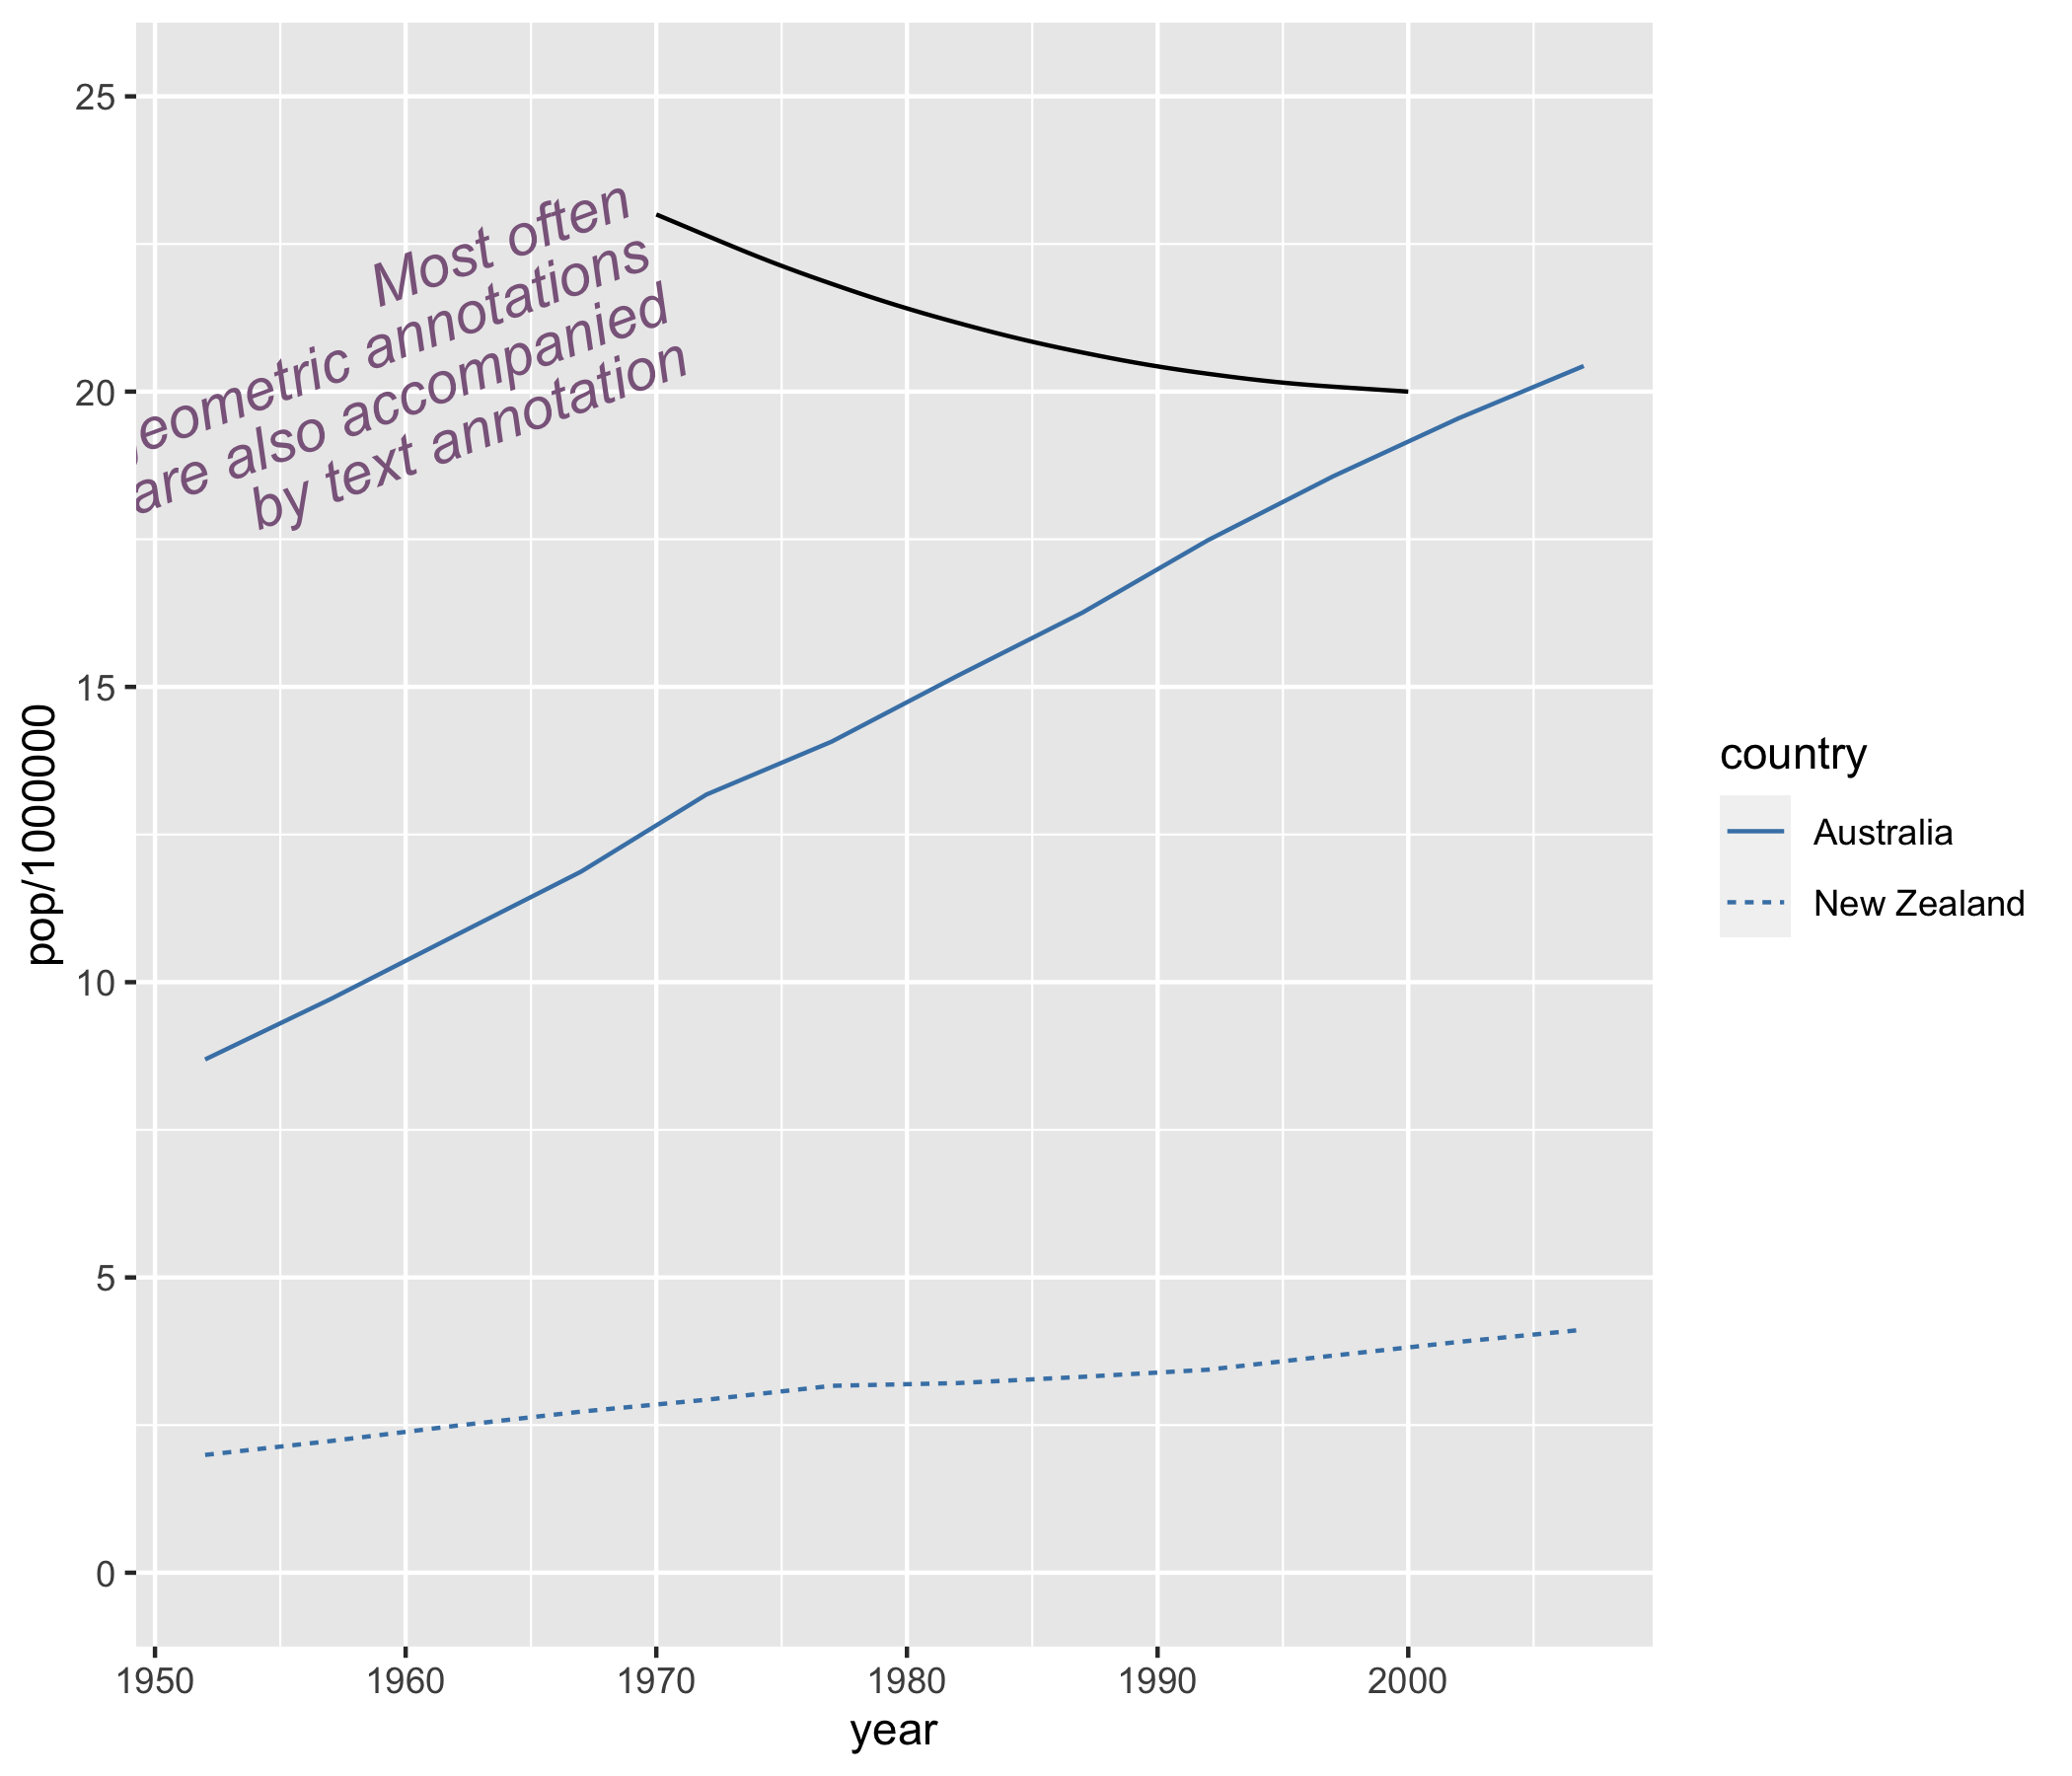 25
20
15
10
5
0
Most often
eometric annotations
are also accompanied
by text annotation
pop/1000000
1950 1960 1970 1980 1990 2000
year
country
Australia
New Zealand